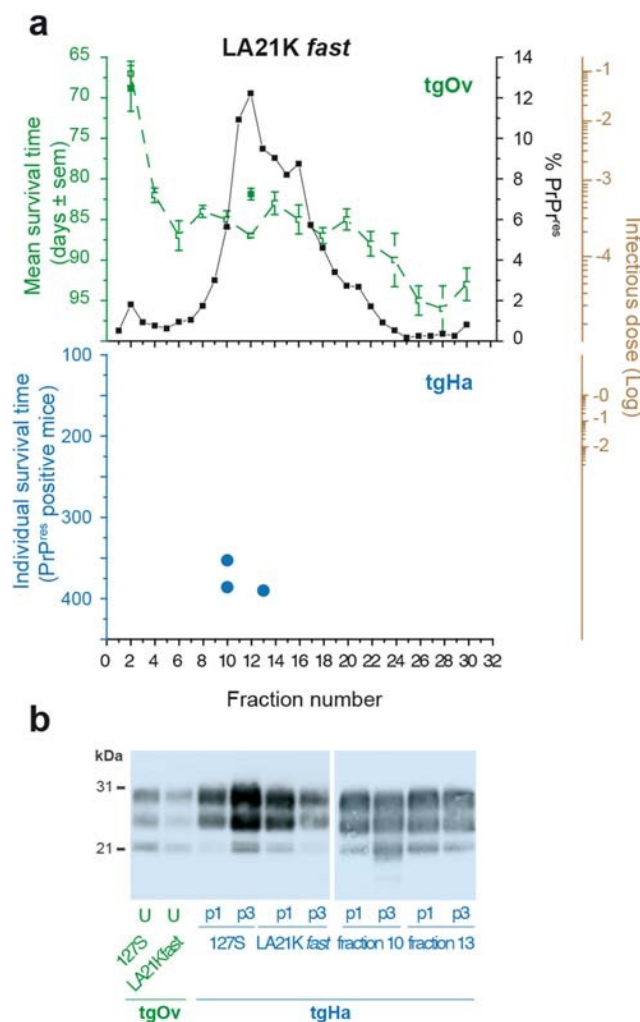 a
LA21K fast
tgOv
Mean survival time
(days ± sem)
65
70
75
80
85
90
95
14
12
10
8
6
4
2
0
% PrPrᵉˢ
-1
-2
-3
-4
Infectious dose (Log)
tgHa
Individual survival time
(PrPʳᵉˢ positive mice)
100
200
300
400
-0
-1
-2
0 2 4 6 8 10 12 14 16 18 20 22 24 26 28 30 32
Fraction number
b
kDa
31
21
U U p1 p3 p1 p3 p1 p3 p1 p3
127S LA21Kfast 127S LA21K fast fraction 10 fraction 13
tgOv tgHa